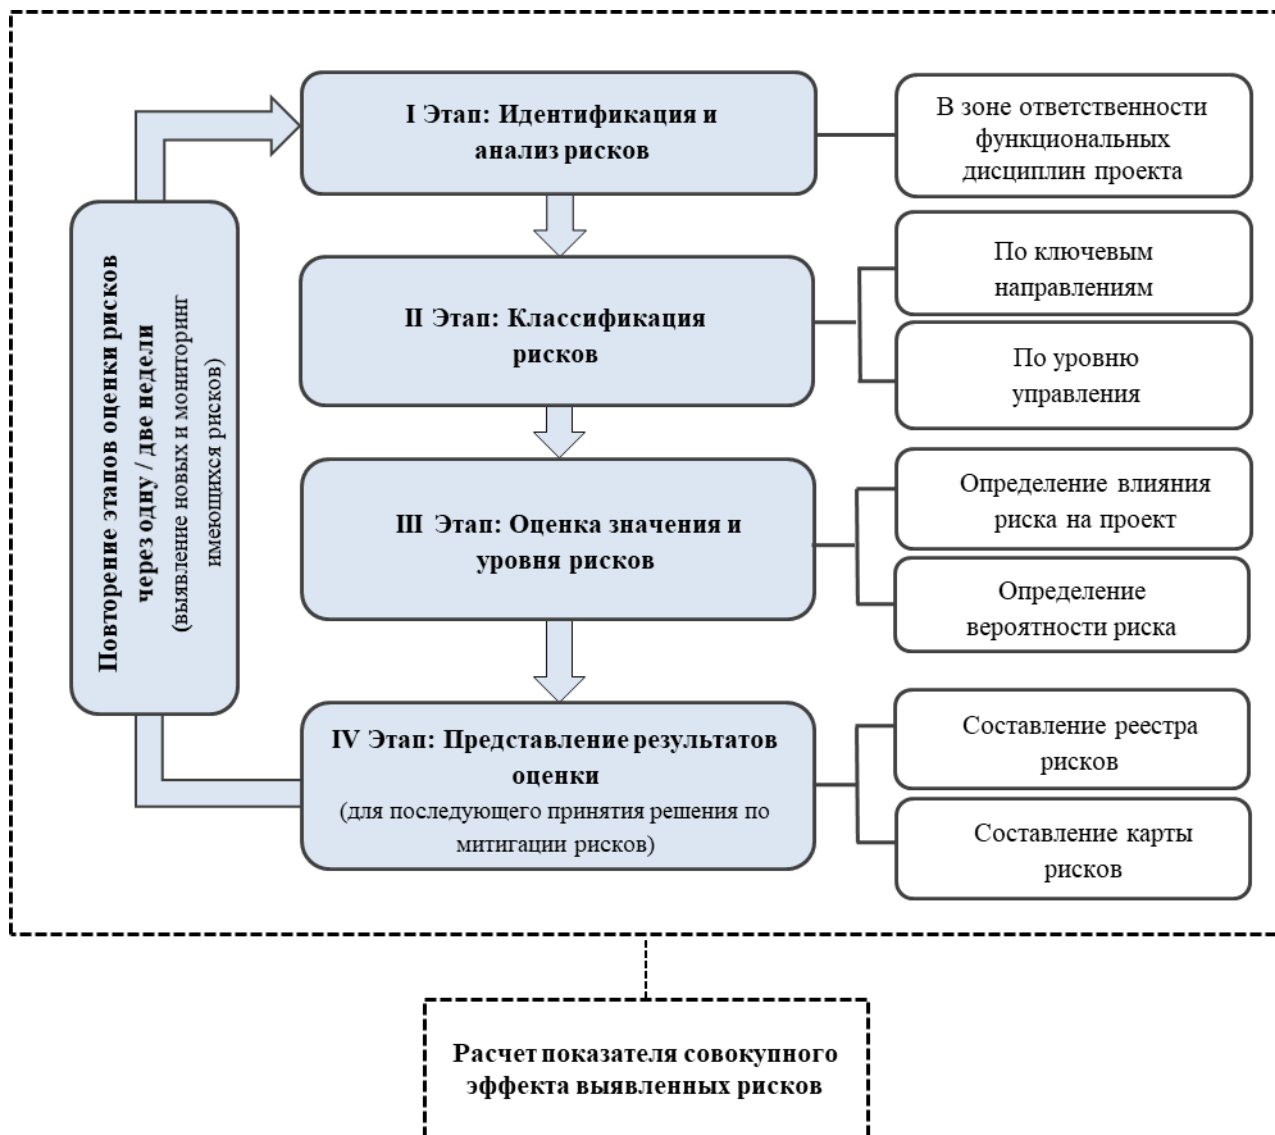 I Этап: Идентификация и
анализ рисков
В зоне ответственности
функциональных
дисциплин проекта
II Этап: Классификация
рисков
По ключевым
направлениям
По уровню
управления
III Этап: Оценка значения и
уровня рисков
Определение влияния
риска на проект
Определение
вероятности риска
IV Этап: Представление результатов
оценки
(для последующего принятия решения по
митигации рисков)
Составление реестра
рисков
Составление карты
рисков
Повторение этапов оценки рисков
через одну / две недели
(выявление новых и мониторинг
имеющихся рисков)
Расчет показателя совокупного
эффекта выявленных рисков